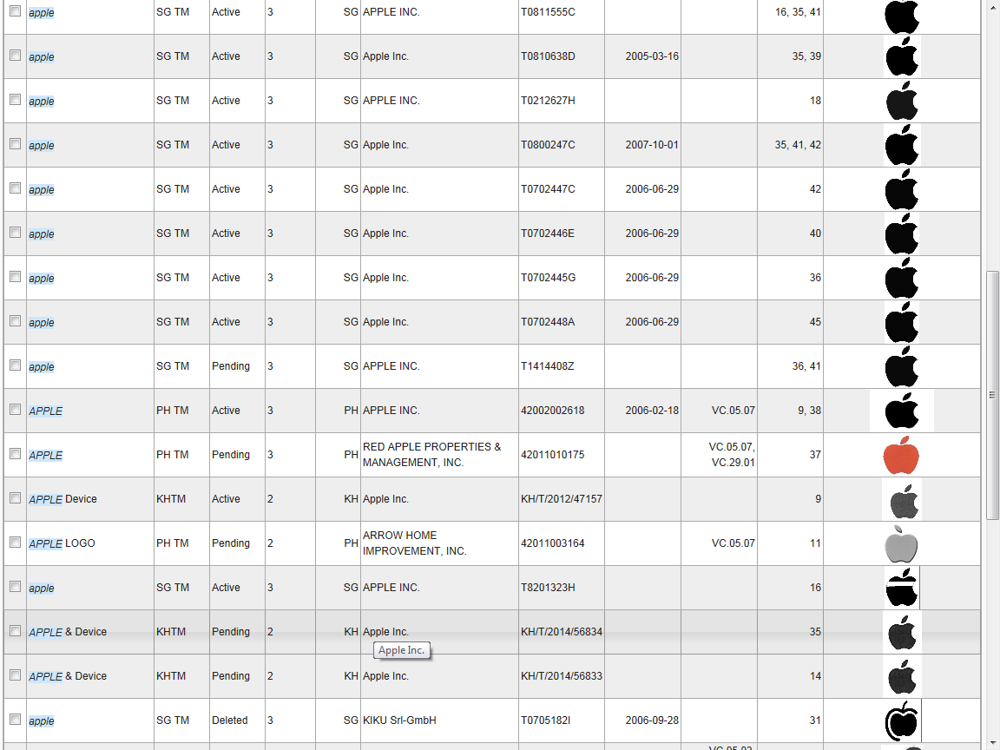 apple SG TM Active 3 SG APPLE INC. T0811555C 16, 35, 41
apple SG TM Active 3 SG Apple Inc. T0810638D 2005-03-16 35, 39
apple SG TM Active 3 SG APPLE INC. T0212627H 18
apple SG TM Active 3 SG Apple Inc. T0800247C 2007-10-01 35, 41, 42
apple SG TM Active 3 SG Apple Inc. T0702447C 2006-06-29 42
apple SG TM Active 3 SG Apple Inc. T0702446E 2006-06-29 40
apple SG TM Active 3 SG Apple Inc. T0702445G 2006-06-29 36
apple SG TM Active 3 SG Apple Inc. T0702448A 2006-06-29 45
apple SG TM Pending 3 SG APPLE INC. T1414408Z 36, 41
APPLE PH TM Active 3 PH APPLE INC. 42002002618 2006-02-18 VC.05.07 9, 38
APPLE PH TM Pending 3 PH RED APPLE PROPERTIES &
MANAGEMENT, INC. 42011010175 VC.05.07,
VC.29.01 37
APPLE Device KHTM Active 2 KH Apple Inc. KH/T/2012/47157 9
APPLE LOGO PH TM Pending 2 PH ARROW HOME
IMPROVEMENT, INC. 42011003164 VC.05.07 11
apple SG TM Active 3 SG APPLE INC. T8201323H 16
APPLE & Device KHTM Pending 2 KH Apple Inc. KH/T/2014/56834 35
Apple Inc.
APPLE & Device KHTM Pending 2 KH Apple Inc. KH/T/2014/56833 14
apple SG TM Deleted 3 SG KIKU Srl-GmbH T0705182I 2006-09-28 31